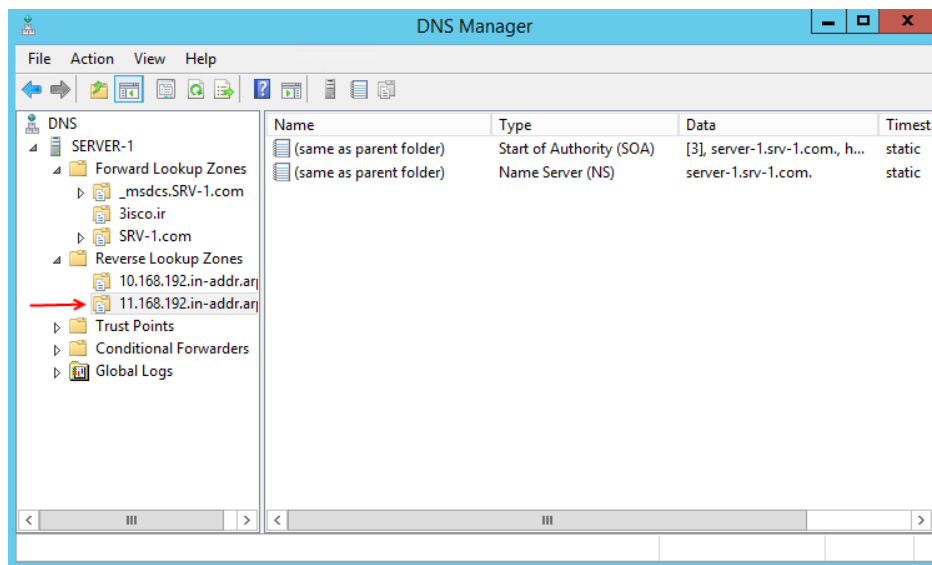 DNS Manager
File Action View Help
DNS
SERVER-1
Forward Lookup Zones
_msdcs.SRV-1.com
3isco.ir
SRV-1.com
Reverse Lookup Zones
10.168.192.in-addr.arp
11.168.192.in-addr.arp
Trust Points
Conditional Forwarders
Global Logs
Name Type Data Timest
(same as parent folder) Start of Authority (SOA) [3], server-1.srv-1.com., h... static
(same as parent folder) Name Server (NS) server-1.srv-1.com. static